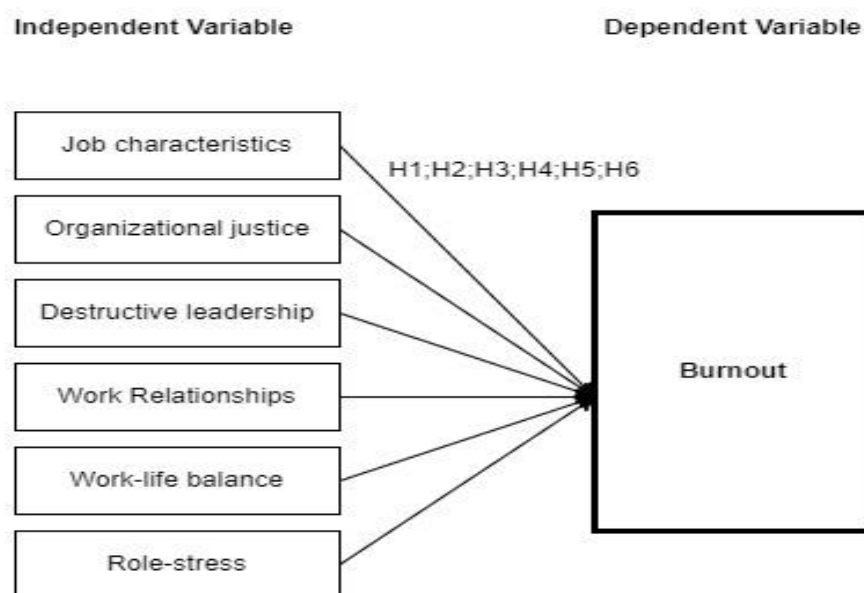 Independent Variable
Dependent Variable
Job characteristics
H1;H2;H3;H4;H5;H6
Organizational justice
Destructive leadership
Work Relationships
Burnout
Work-life balance
Role-stress